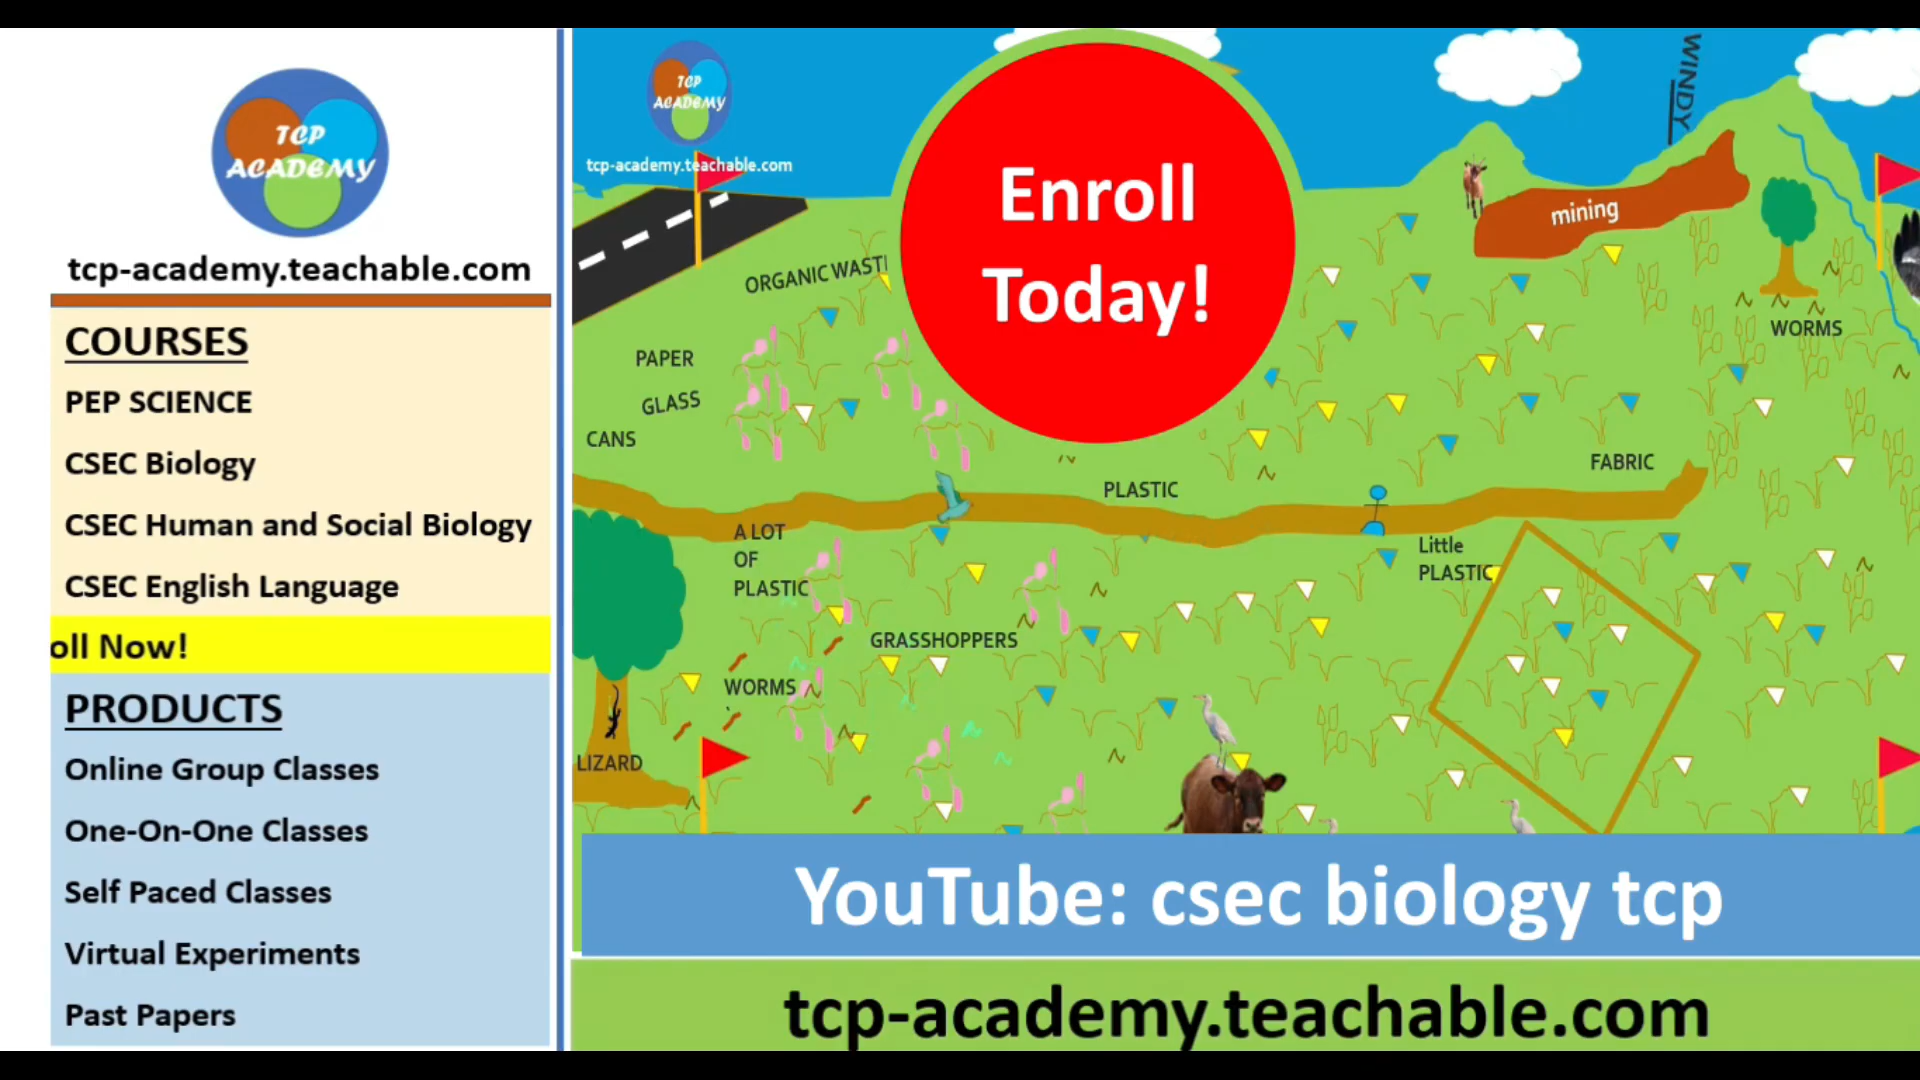 TCP
ACADEMY
tcp-academy.teachable.com
COURSES
PEP SCIENCE
CSEC Biology
CSEC Human and Social Biology
CSEC English Language
oll Now!
PRODUCTS
Online Group Classes
One-On-One Classes
Self Paced Classes
Virtual Experiments
Past Papers
TCP
ACADEMY
tcp-academy.teachable.com
Enroll
Today!
WINDY
mining
ORGANIC WAST
PAPER
GLASS
CANS
WORMS
FABRIC
PLASTIC
A LOT
OF
PLASTIC
Little
PLASTIC
GRASSHOPPERS
WORMS
LIZARD
YouTube: csec biology tcp
tcp-academy.teachable.com